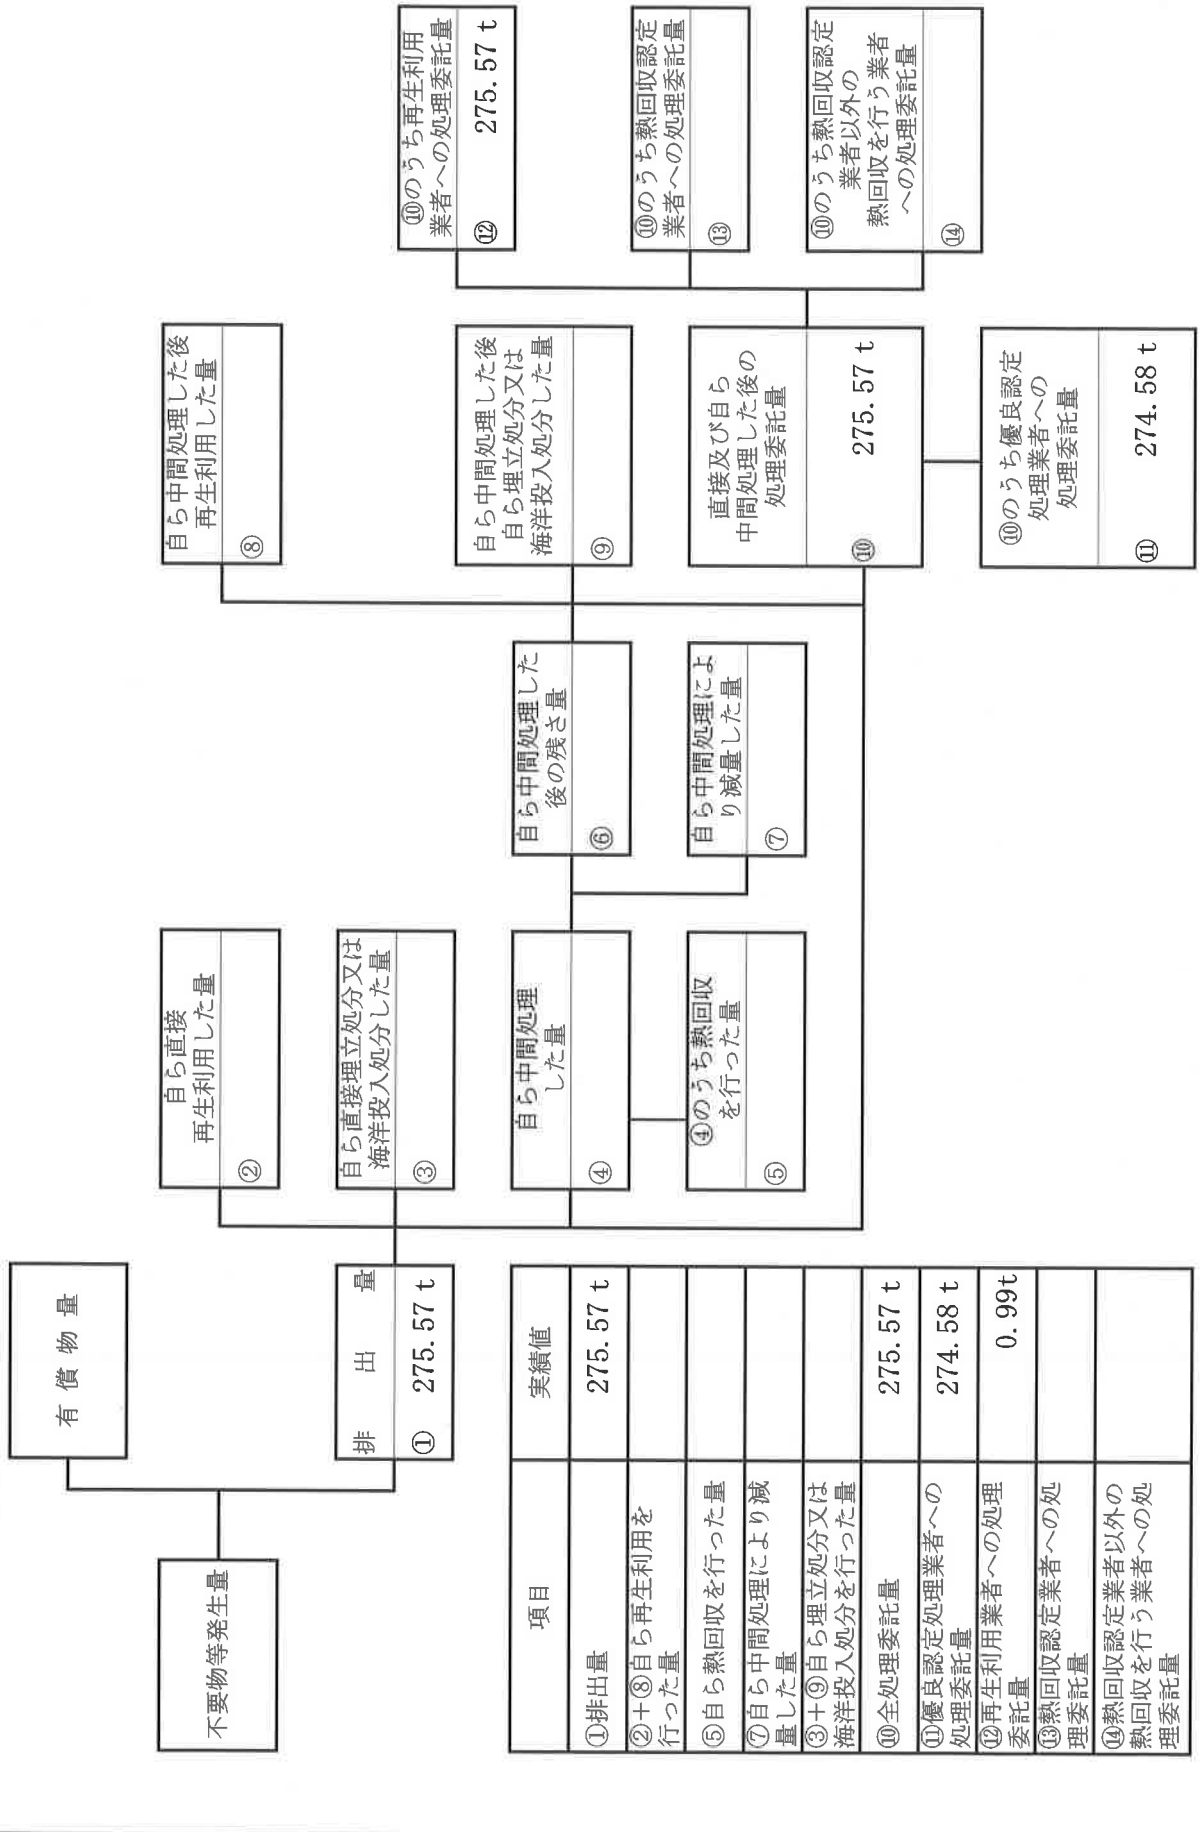 不要物等発生量
有償物量
排出量
① 275.57 t
自ら直接
再生利用した量
②
自ら直接埋立処分又は
海洋投入処分した量
③
自ら中間処理
した量
④
④のうち熱回収
を行った量
⑤
自ら中間処理した
後の残さ量
⑥
自ら中間処理によ
り減量した量
⑦
自ら中間処理した後
再生利用した量
⑧
自ら中間処理した後
自ら埋立処分又は
海洋投入処分した量
⑨
直接及び自ら
中間処理した後の
処理委託量
⑩ 275.57 t
⑩のうち優良認定
処理業者への
処理委託量
⑪ 274.58 t
⑩のうち再生利用
業者への処理委託量
⑫ 275.57 t
⑩のうち熱回収認定
業者への処理委託量
⑬
⑩のうち熱回収認定
業者以外の
熱回収を行う業者
への処理委託量
⑭
項目 実績値
①排出量 275.57 t
②+⑧自ら再生利用を
行った量
⑤自ら熱回収を行った量
⑦自ら中間処理により減
量した量
③+⑨自ら埋立処分又は
海洋投入処分を行った量
⑩全処理委託量 275.57 t
⑪優良認定処理業者への
処理委託量 274.58 t
⑫再生利用業者への処理
委託量 0.99t
⑬熱回収認定業者への処
理委託量
⑭熱回収認定業者以外の
熱回収を行う業者への処
理委託量